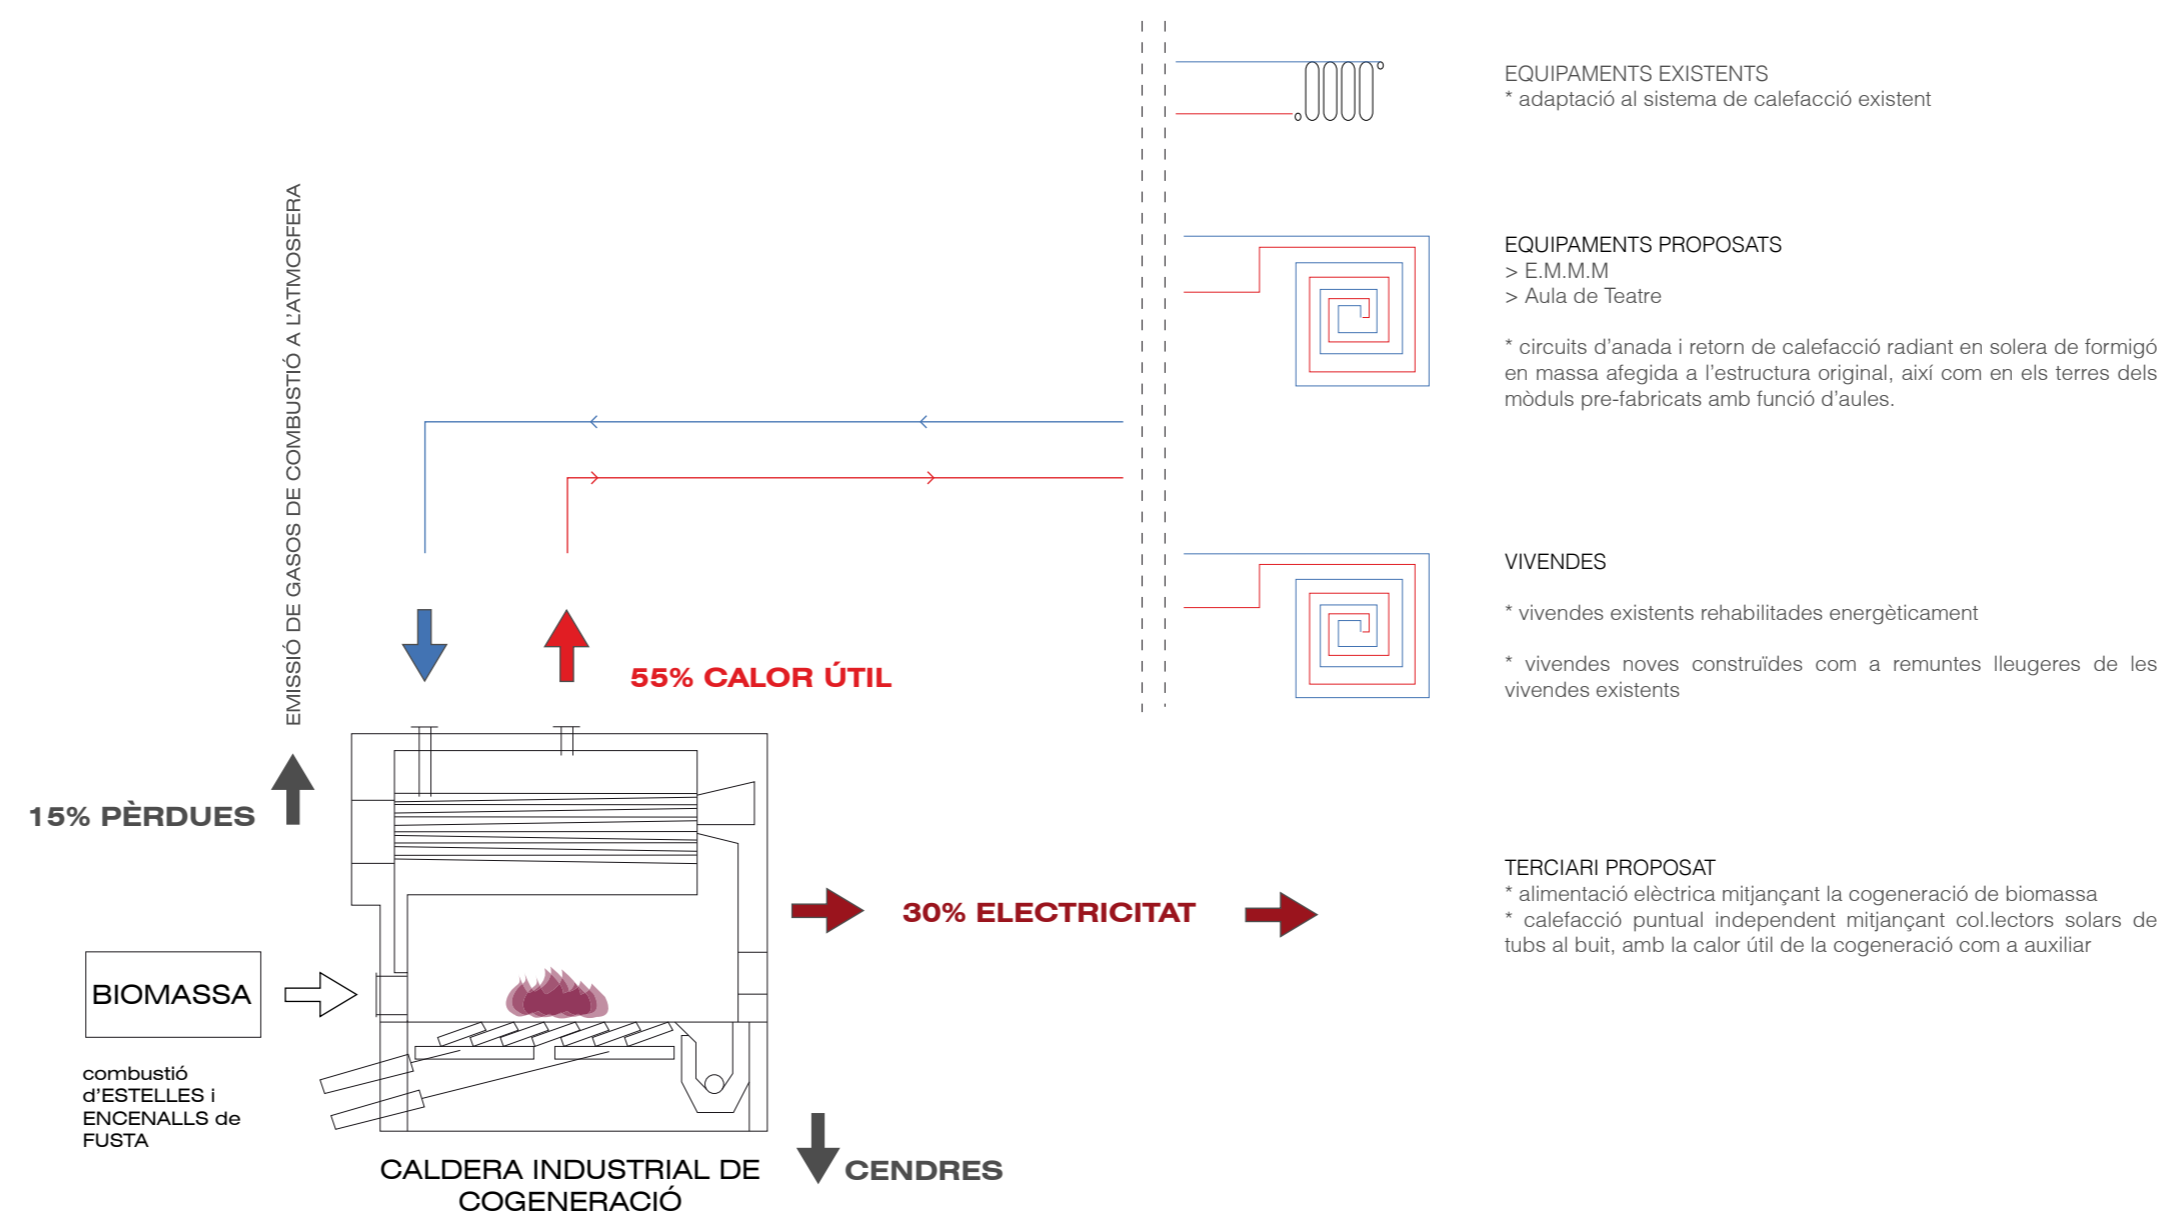 EQUIPAMENTS EXISTENTS
* adaptació al sistema de calefacció existent
EQUIPAMENTS PROPOSATS
> E.M.M.M
> Aula de Teatre
* circuits d'anada i retorn de calefacció radiant en solera de formigó
en massa afegida a l'estructura original, així com en els terres dels
mòduls pre-fabricats amb funció d'aules.
VIVENDES
* vivendes existents rehabilitades energèticament
* vivendes noves construïdes com a remuntes lleugeres de les
vivendes existents
TERCIARI PROPOSAT
* alimentació elèctrica mitjançant la cogeneració de biomassa
* calefacció puntual independent mitjançant col.lectors solars de
tubs al buit, amb la calor útil de la cogeneració com a auxiliar
EMISSIÓ DE GASOS DE COMBUSTIÓ A L'ATMOSFERA
55% CALOR ÚTIL
15% PÈRDUES
30% ELECTRICITAT
BIOMASSA
combustió
d'ESTELLES i
ENCENALLS de
FUSTA
CALDERA INDUSTRIAL DE
COGENERACIÓ
CENDRES